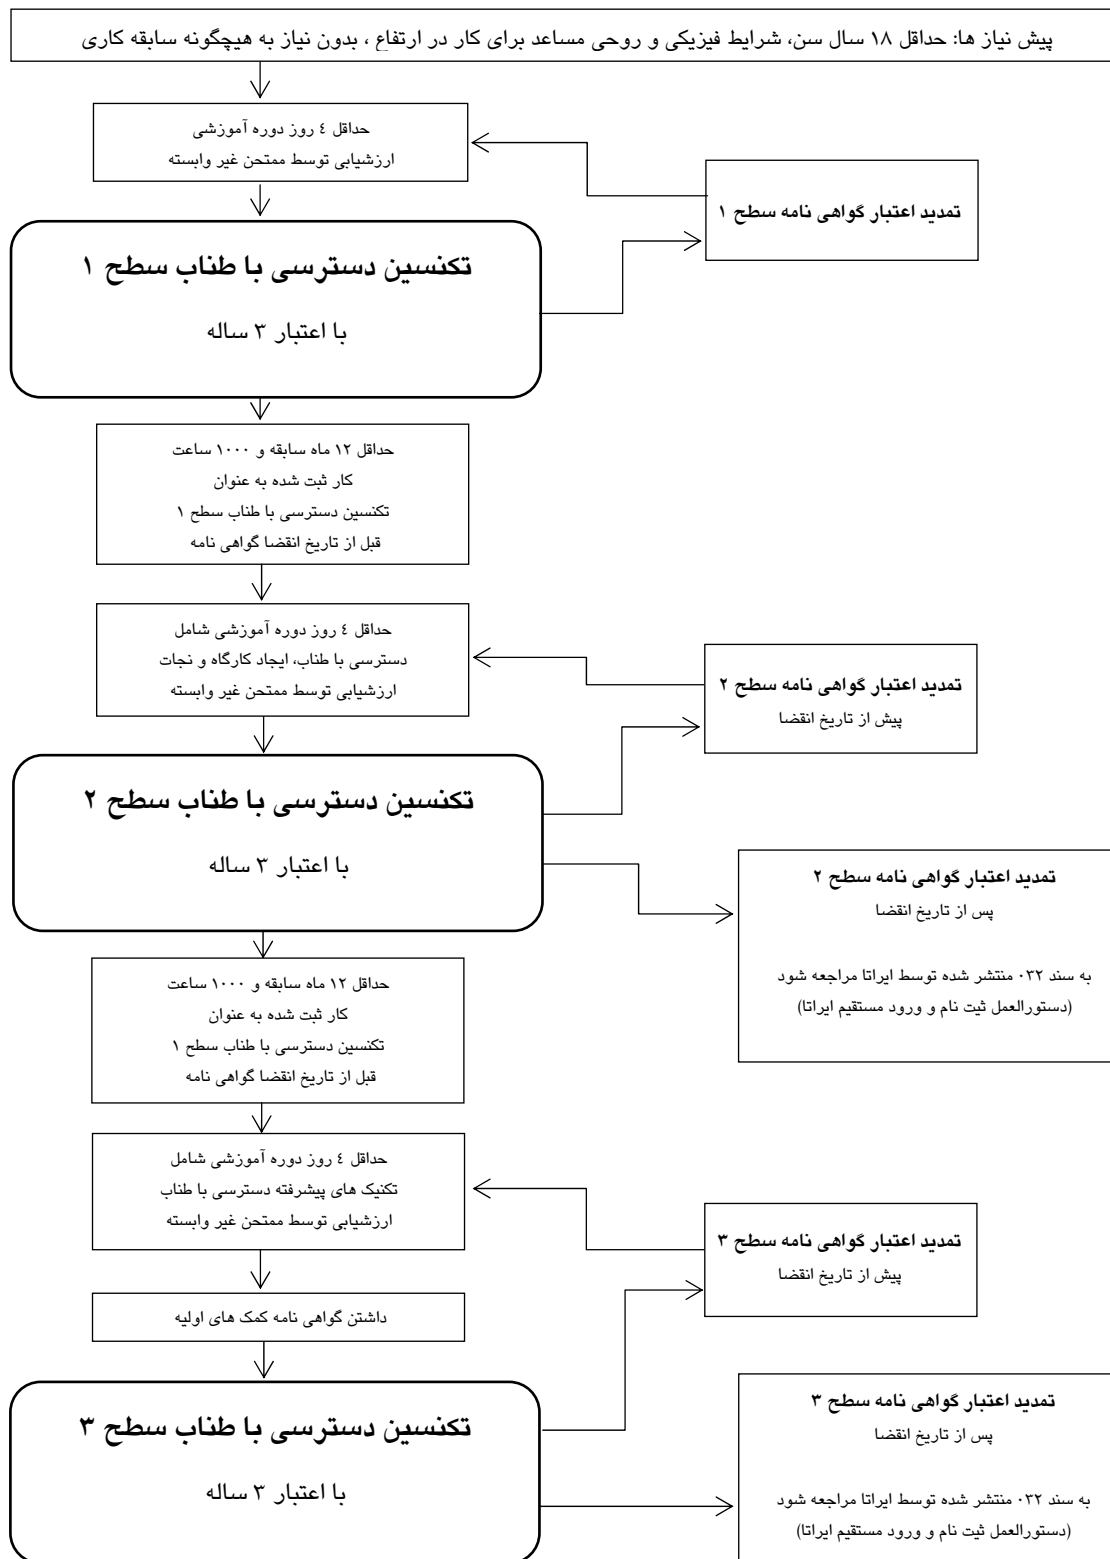 پیش نیاز ها: حداقل ۱۸ سال سن، شرایط فیزیکی و روحی مساعد برای کار در ارتفاع ، بدون نیاز به هیچگونه سابقه کاری
حداقل ٤ روز دوره آموزشی
ارزشیابی توسط ممتحن غیر وابسته
تمدید اعتبار گواهی نامه سطح ۱
تکنسین دسترسی با طناب سطح ۱
با اعتبار ۳ ساله
حداقل ۱۲ ماه سابقه و ۱۰۰۰ ساعت
کار ثبت شده به عنوان
تکنسین دسترسی با طناب سطح ۱
قبل از تاریخ انقضا گواهی نامه
حداقل ٤ روز دوره آموزشی شامل
دسترسی با طناب، ایجاد کارگاه و نجات
ارزشیابی توسط ممتحن غیر وابسته
تمدید اعتبار گواهی نامه سطح ۲
پیش از تاریخ انقضا
تکنسین دسترسی با طناب سطح ۲
با اعتبار ۳ ساله
تمدید اعتبار گواهی نامه سطح ۲
پس از تاریخ انقضا
به سند ۰۳۲ منتشر شده توسط ایراتا مراجعه شود
(دستورالعمل ثیت نام و ورود مستقیم ایراتا)
حداقل ۱۲ ماه سابقه و ۱۰۰۰ ساعت
کار ثبت شده به عنوان
تکنسین دسترسی با طناب سطح ۱
قبل از تاریخ انقضا گواهی نامه
حداقل ٤ روز دوره آموزشی شامل
تکنیک های پیشرفته دسترسی با طناب
ارزشیابی توسط ممتحن غیر وابسته
تمدید اعتبار گواهی نامه سطح ۳
پیش از تاریخ انقضا
داشتن گواهی نامه کمک های اولیه
تکنسین دسترسی با طناب سطح ۳
با اعتبار ۳ ساله
تمدید اعتبار گواهی نامه سطح ۳
پس از تاریخ انقضا
به سند ۰۳۲ منتشر شده توسط ایراتا مراجعه شود
(دستورالعمل ثیت نام و ورود مستقیم ایراتا)